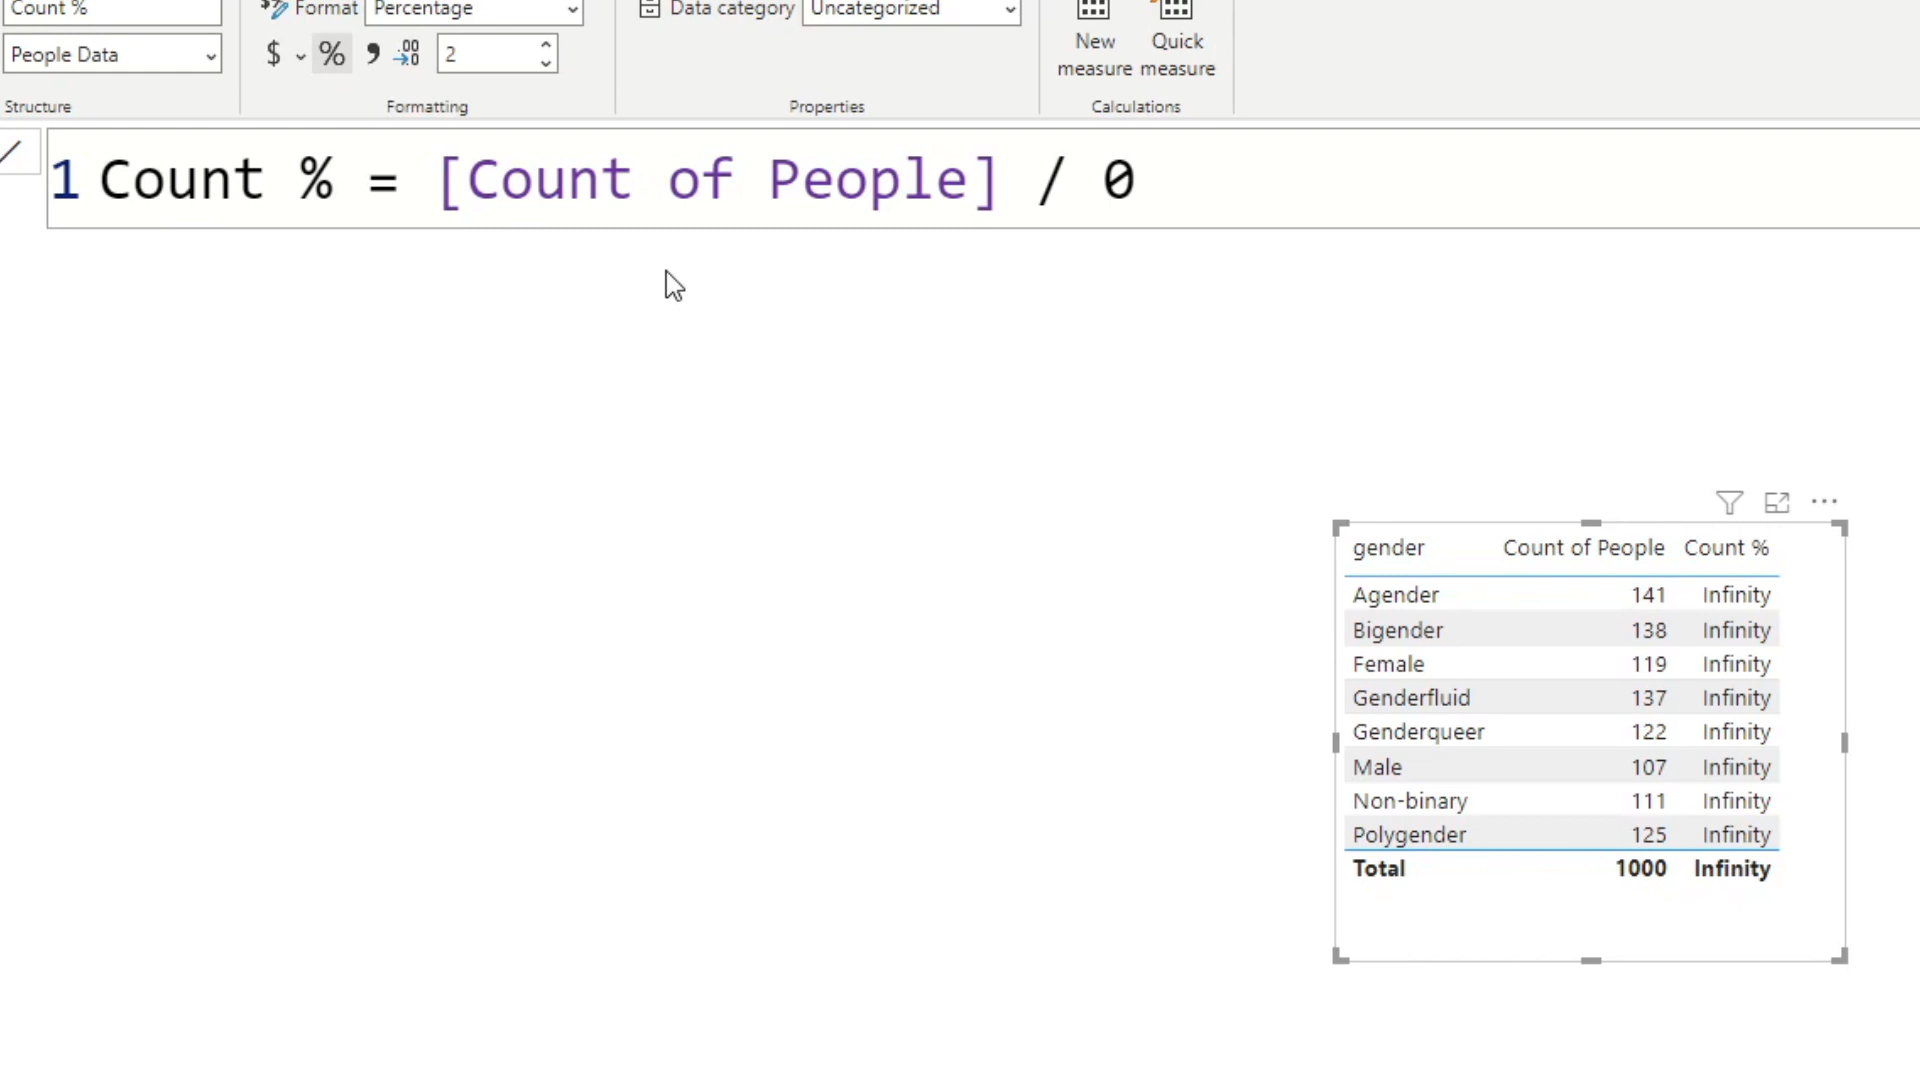 Count %
Format Percentage
Data category Uncategorized
People Data
$ % 9 .00 →.0 2
New measure
Quick measure
Structure
Formatting
Properties
Calculations
1 Count % = [Count of People] / 0
gender Count of People Count %
Agender 141 Infinity
Bigender 138 Infinity
Female 119 Infinity
Genderfluid 137 Infinity
Genderqueer 122 Infinity
Male 107 Infinity
Non-binary 111 Infinity
Polygender 125 Infinity
Total 1000 Infinity